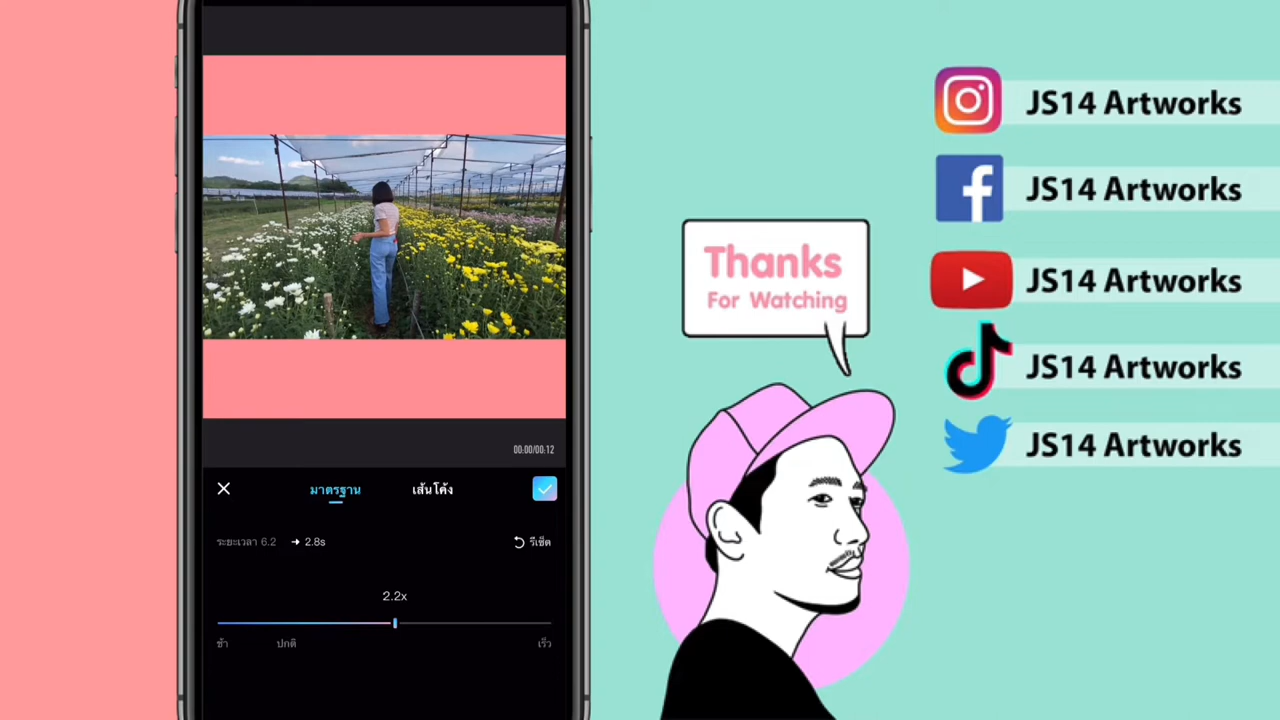 00:00/00:12
มาตรฐาน
เส้นโค้ง
ระยะเวลา 6.2 ➜ 2.8s
รีเซ็ต
2.2x
ช้า
ปกติ
เร็ว
Thanks
For Watching
JS14 Artworks
JS14 Artworks
JS14 Artworks
JS14 Artworks
JS14 Artworks